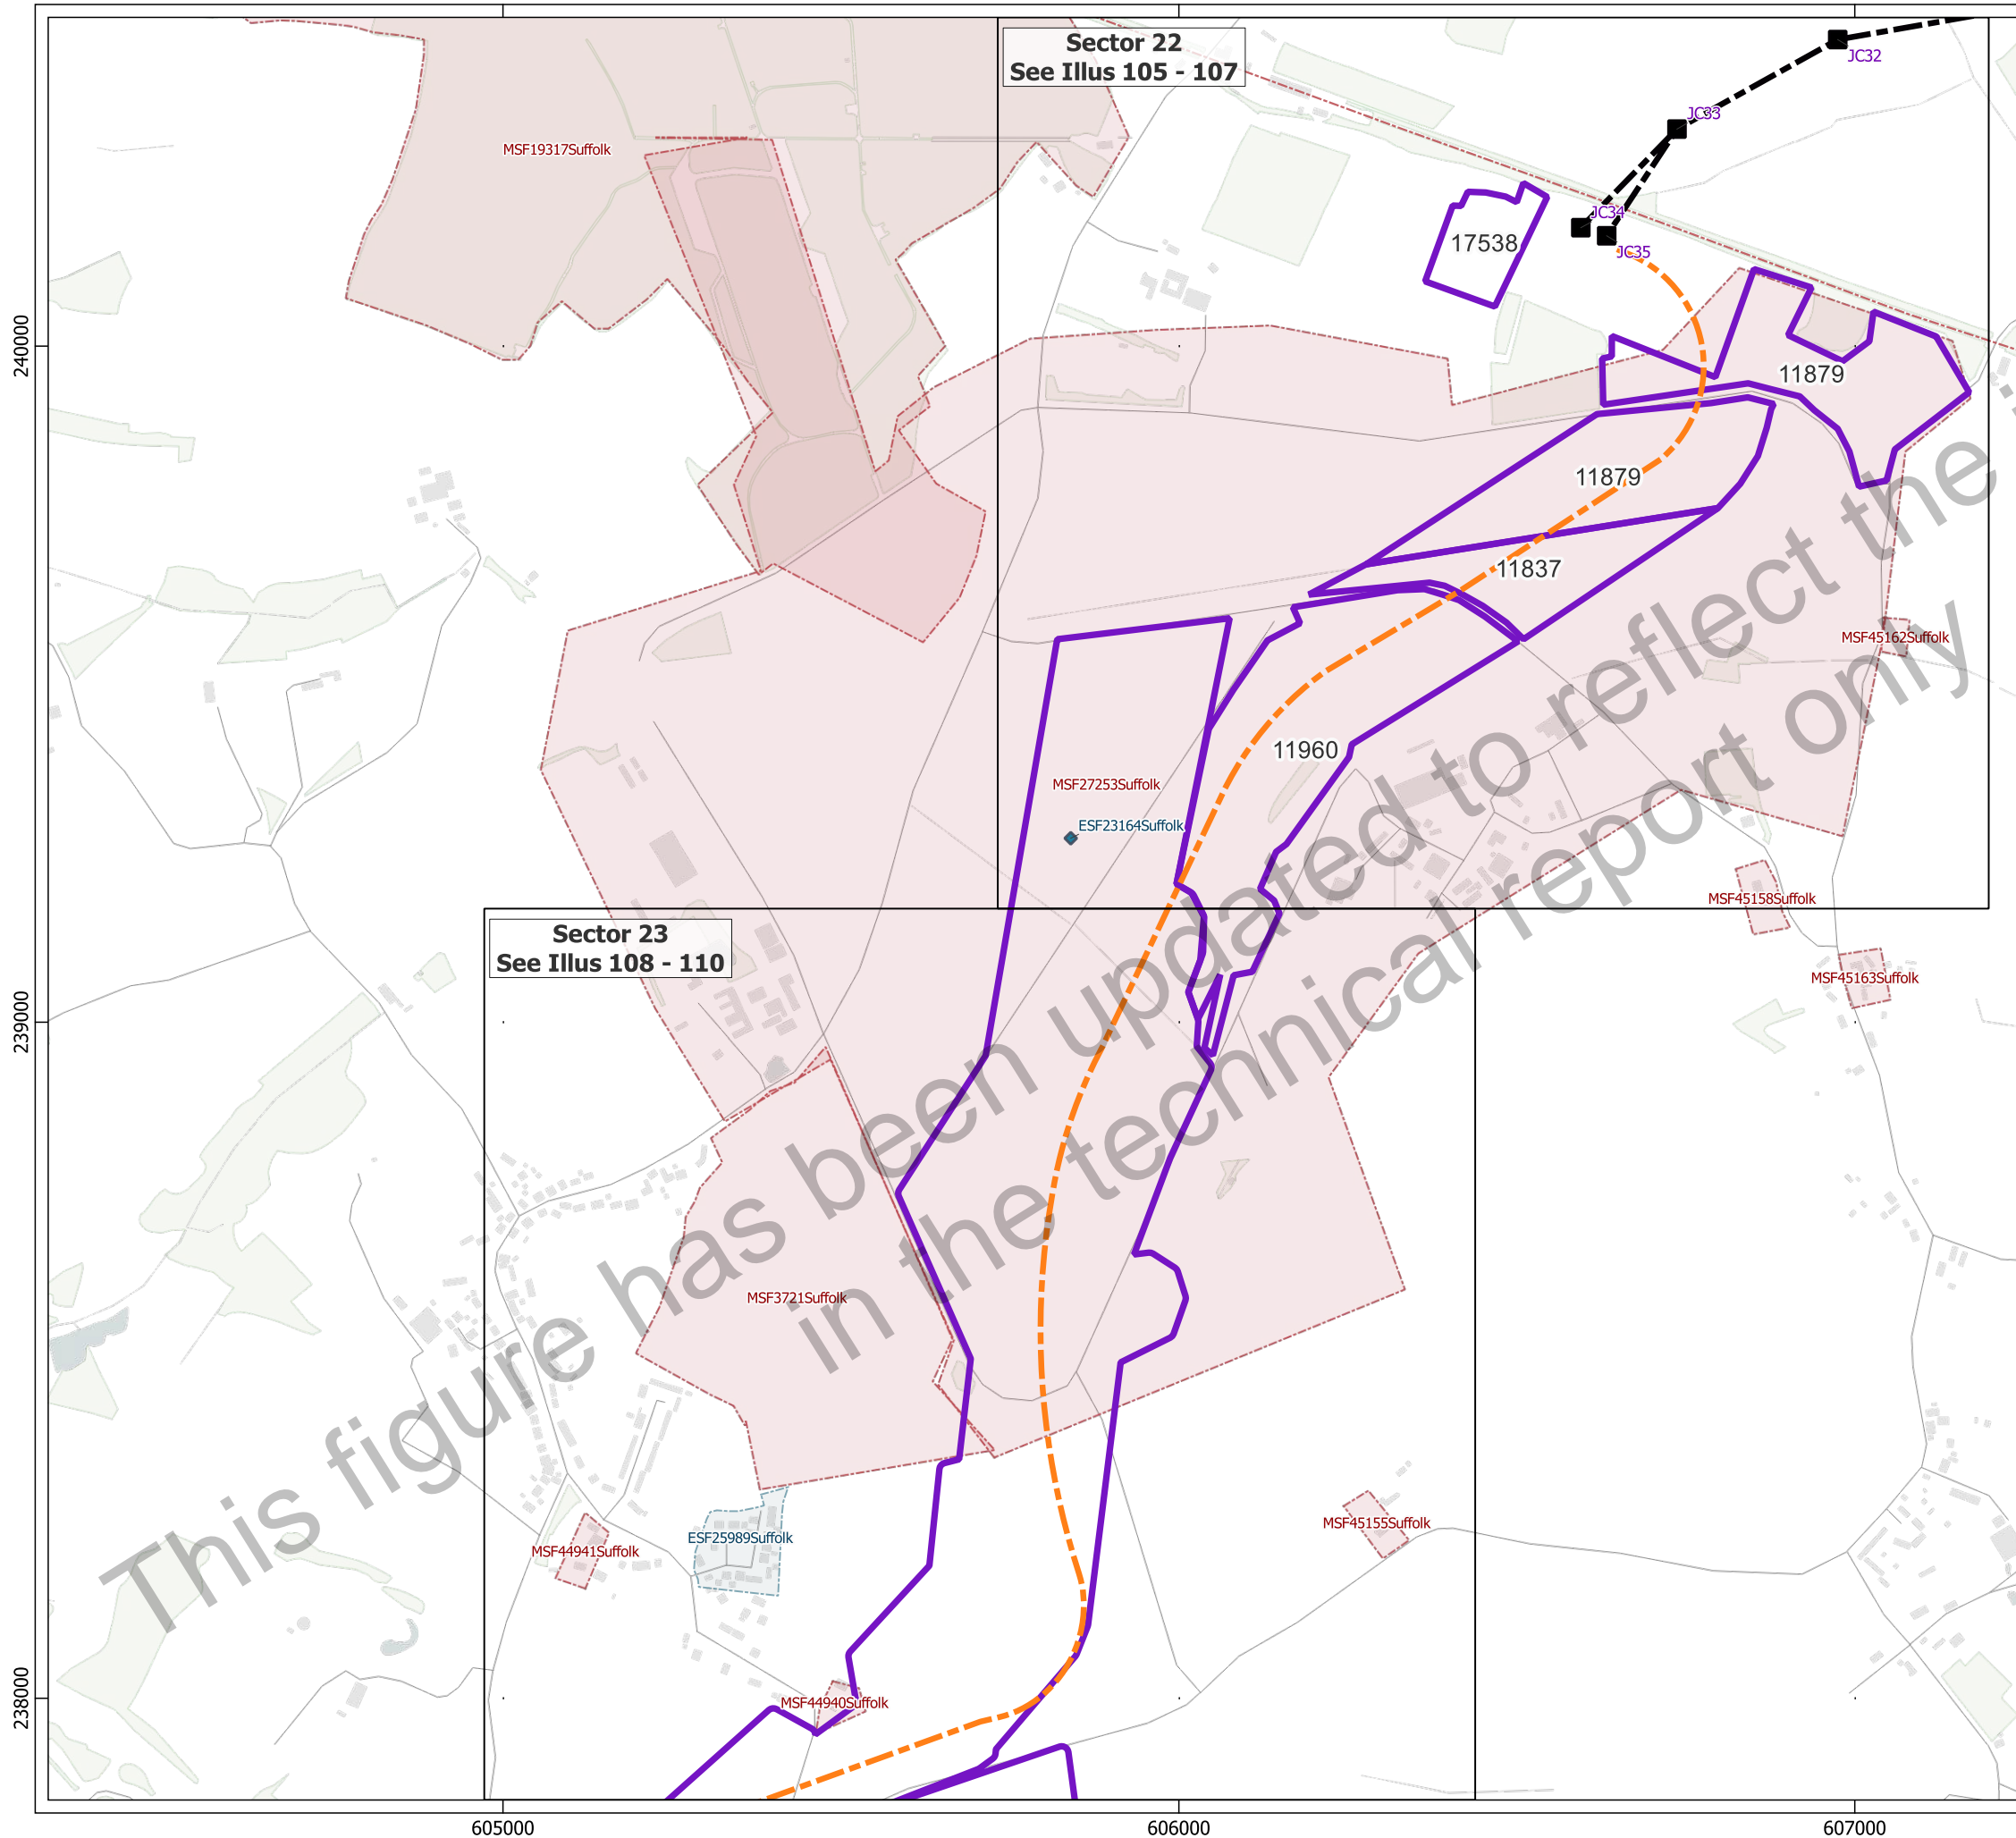 Sector 22
See Illus 105 - 107
JC32
JC33
MSF19317Suffolk
JC34
17538
JC35
240000
11879
11879
11837
MSF45162Suffolk
11960
MSF27253Suffolk
ESF23164Suffolk
MSF45158Suffolk
Sector 23
See Illus 108 - 110
MSF45163Suffolk
239000
This figure has been updated to reflect the
in the technical report only
MSF3721Suffolk
MSF45155Suffolk
ESF25989Suffolk
MSF44941Suffolk
238000
MSF44940Suffolk
605000
606000
607000